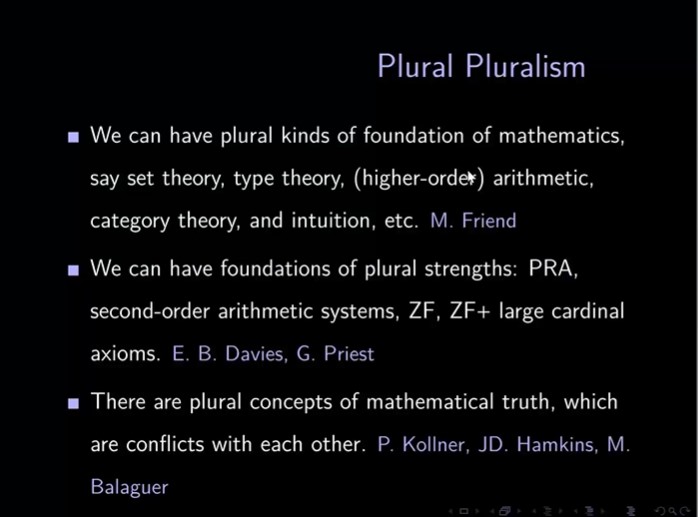 Plural Pluralism
We can have plural kinds of foundation of mathematics,
say set theory, type theory, (higher-order) arithmetic,
category theory, and intuition, etc. M. Friend
We can have foundations of plural strengths: PRA,
second-order arithmetic systems, ZF, ZF+ large cardinal
axioms. E. B. Davies, G. Priest
There are plural concepts of mathematical truth, which
are conflicts with each other. P. Kollner, JD. Hamkins, M.
Balaguer